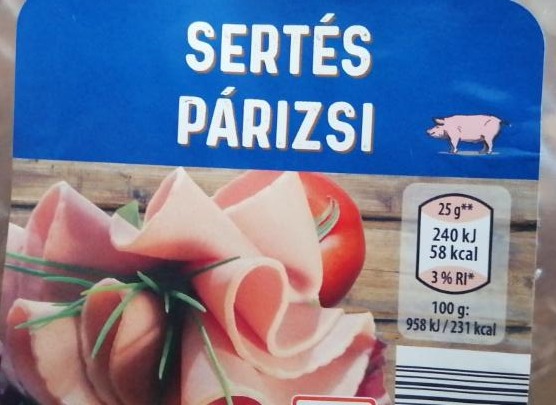 SERTÉS
PÁRIZSI
25 g**
240 kJ
58 kcal
3 % RI*
100 g:
958 kJ / 231 kcal